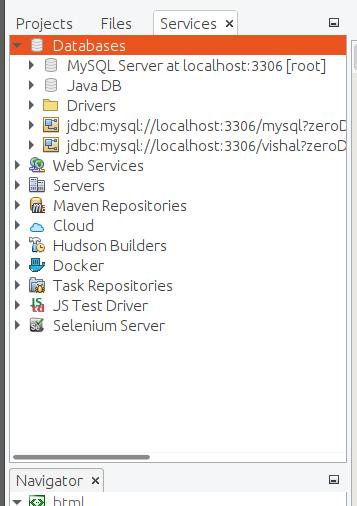 Projects Files Services ×
Databases
MySQL Server at localhost:3306 [root]
Java DB
Drivers
jdbc:mysql://localhost:3306/mysql?zeroD
jdbc:mysql://localhost:3306/vishal?zeroD
Web Services
Servers
Maven Repositories
Cloud
Hudson Builders
Docker
Task Repositories
JS Test Driver
Selenium Server
Navigator ×
html